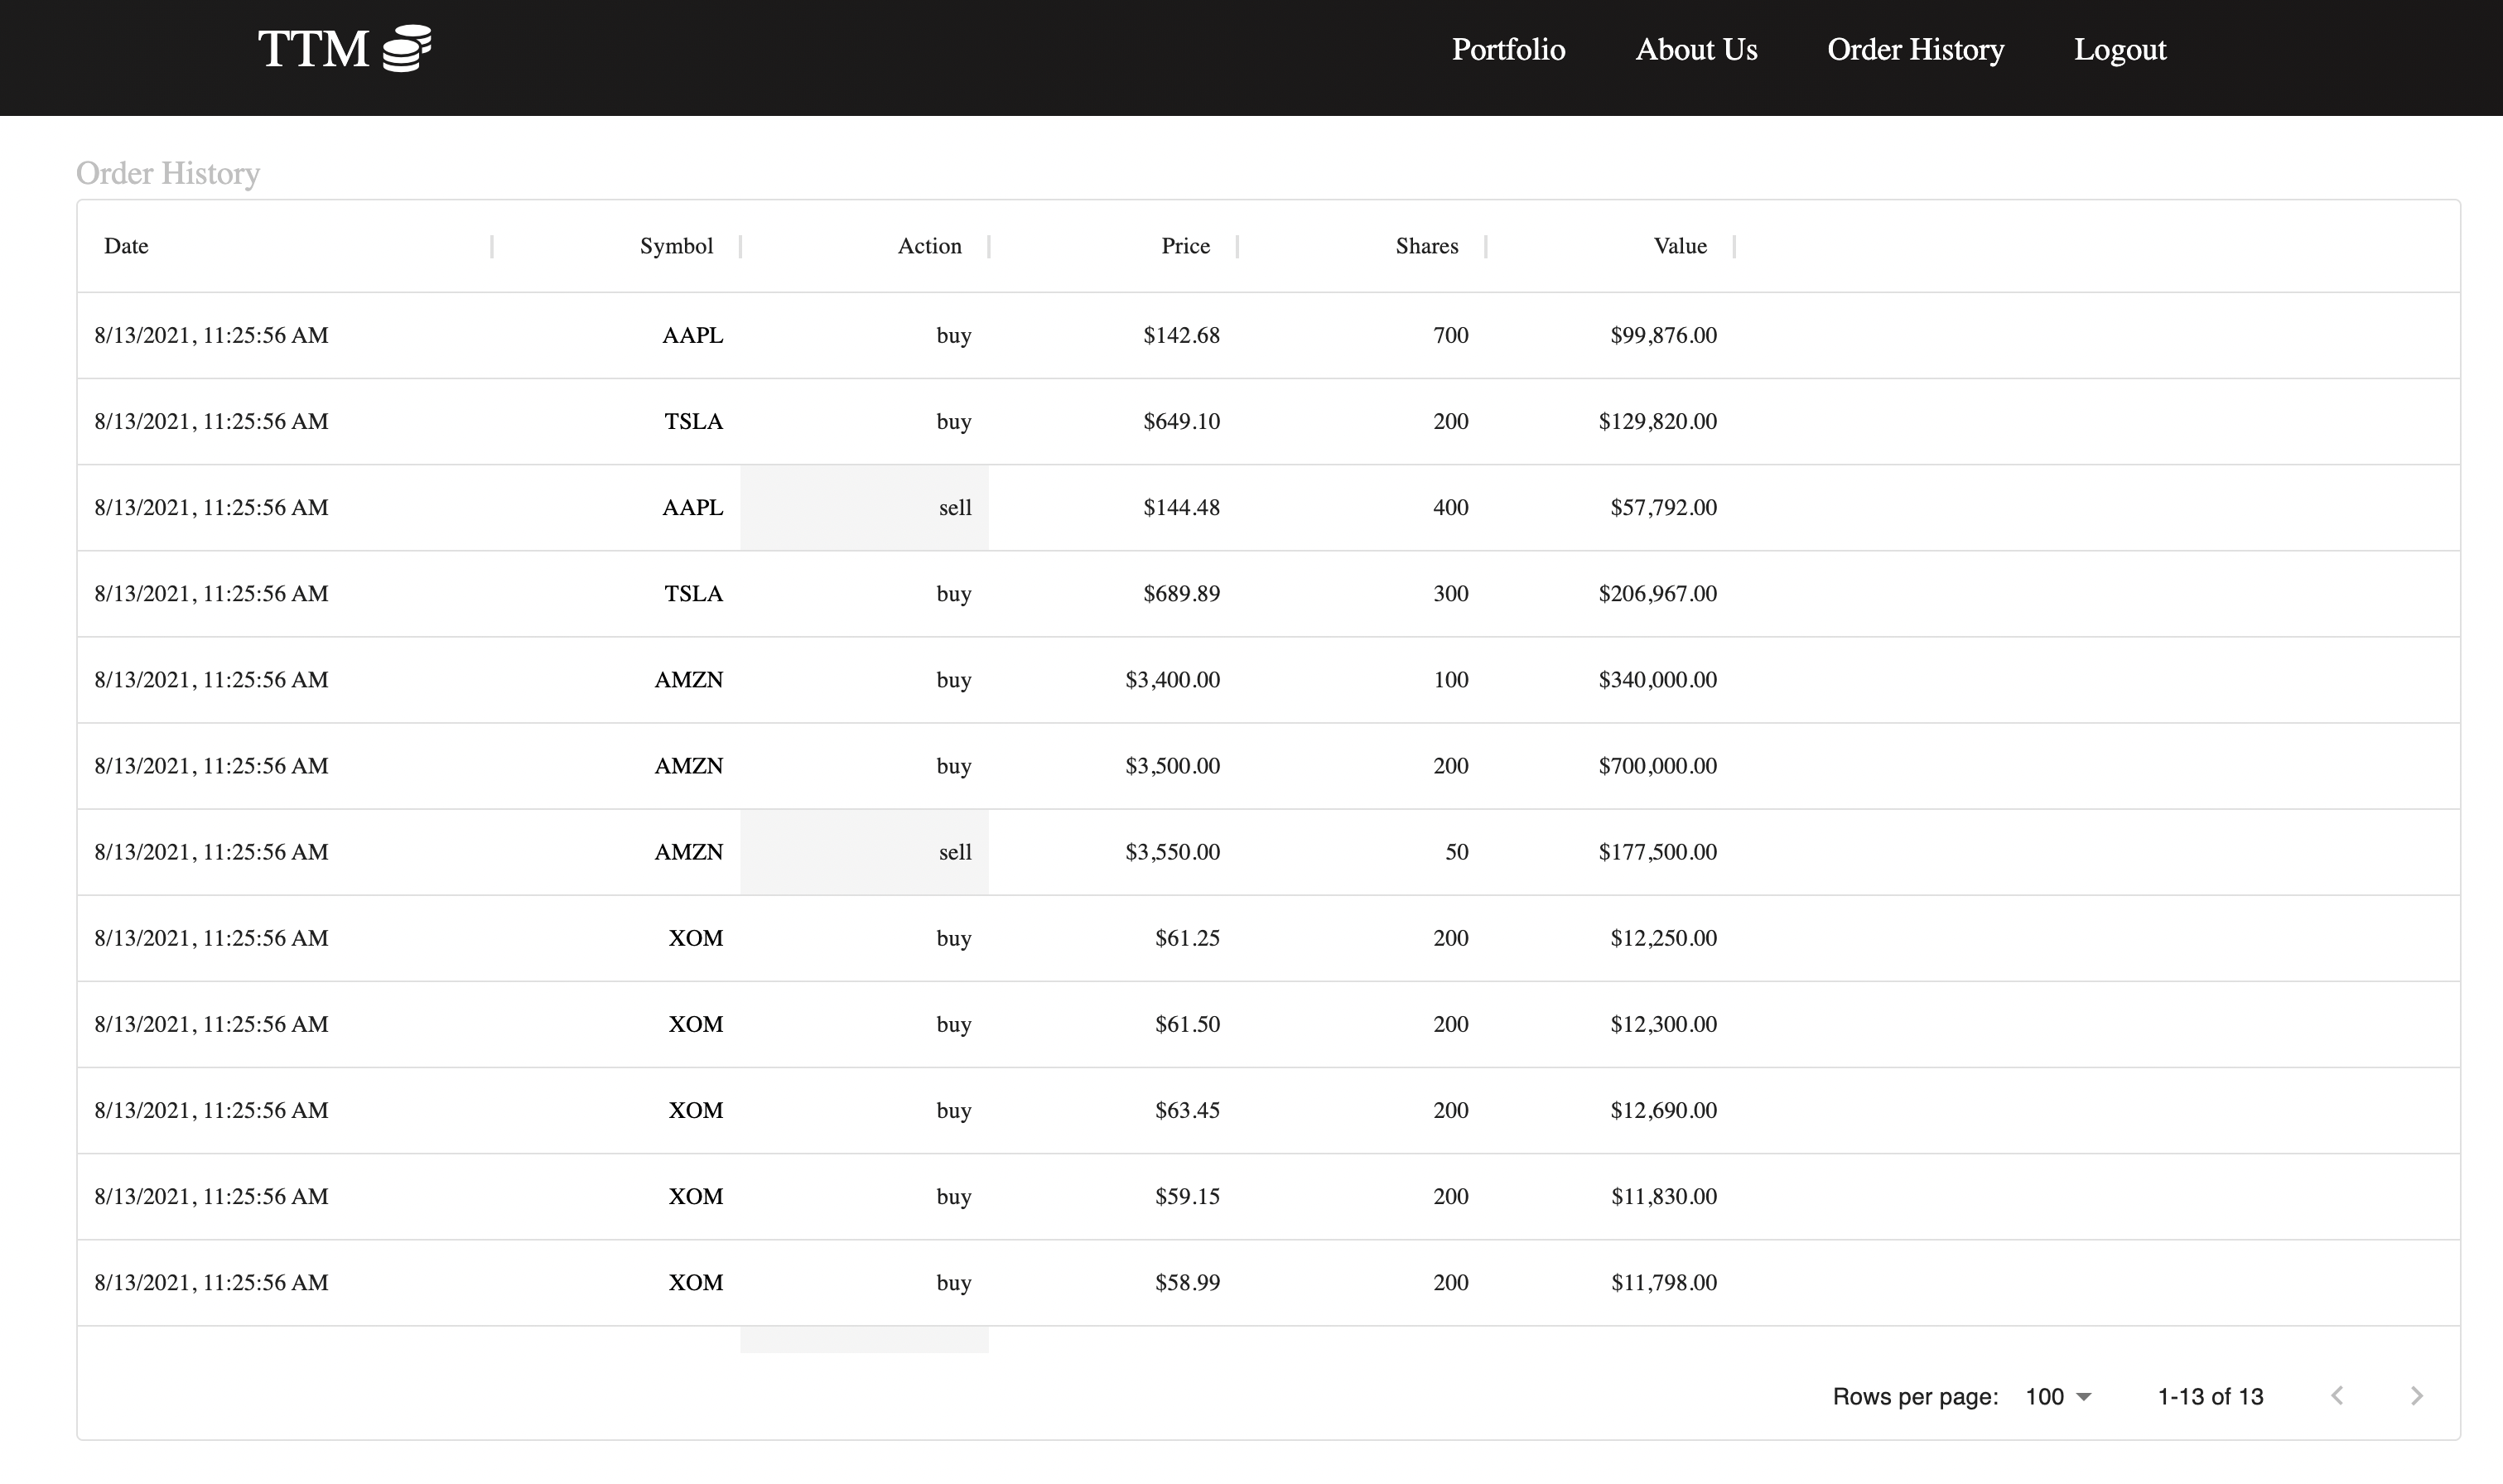 TTM Portfolio About Us Order History Logout
Order History
Date Symbol Action Price Shares Value
8/13/2021, 11:25:56 AM AAPL buy $142.68 700 $99,876.00
8/13/2021, 11:25:56 AM TSLA buy $649.10 200 $129,820.00
8/13/2021, 11:25:56 AM AAPL sell $144.48 400 $57,792.00
8/13/2021, 11:25:56 AM TSLA buy $689.89 300 $206,967.00
8/13/2021, 11:25:56 AM AMZN buy $3,400.00 100 $340,000.00
8/13/2021, 11:25:56 AM AMZN buy $3,500.00 200 $700,000.00
8/13/2021, 11:25:56 AM AMZN sell $3,550.00 50 $177,500.00
8/13/2021, 11:25:56 AM XOM buy $61.25 200 $12,250.00
8/13/2021, 11:25:56 AM XOM buy $61.50 200 $12,300.00
8/13/2021, 11:25:56 AM XOM buy $63.45 200 $12,690.00
8/13/2021, 11:25:56 AM XOM buy $59.15 200 $11,830.00
8/13/2021, 11:25:56 AM XOM buy $58.99 200 $11,798.00
Rows per page: 100 1-13 of 13